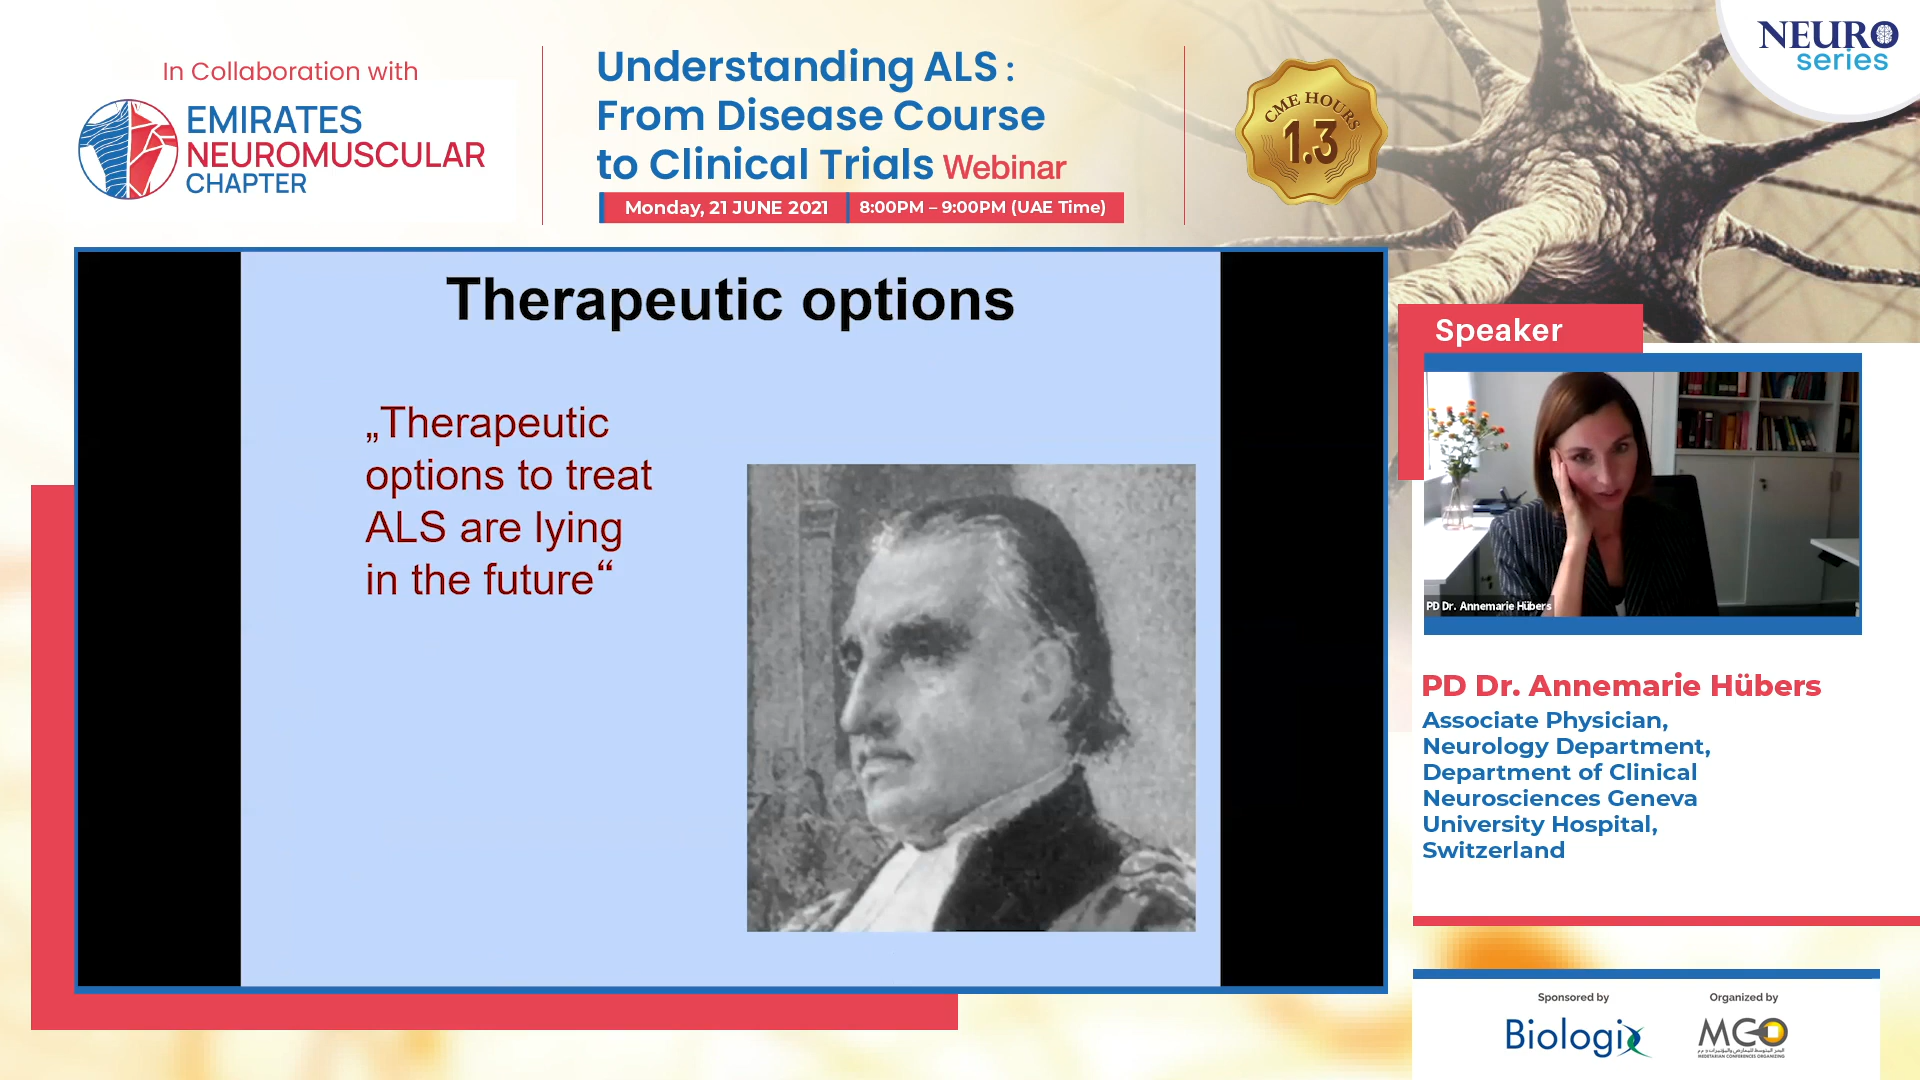 In Collaboration with
EMIRATES
NEUROMUSCULAR
CHAPTER
Understanding ALS :
From Disease Course
to Clinical Trials Webinar
Monday, 21 JUNE 2021
8:00PM – 9:00PM (UAE Time)
CME HOURS
1.3
NEURO
series
Therapeutic options
„Therapeutic
options to treat
ALS are lying
in the future“
Speaker
PD Dr. Annemarie Hübers
PD Dr. Annemarie Hübers
Associate Physician,
Neurology Department,
Department of Clinical
Neurosciences Geneva
University Hospital,
Switzerland
Sponsored by
Biologix
Organized by
MCO